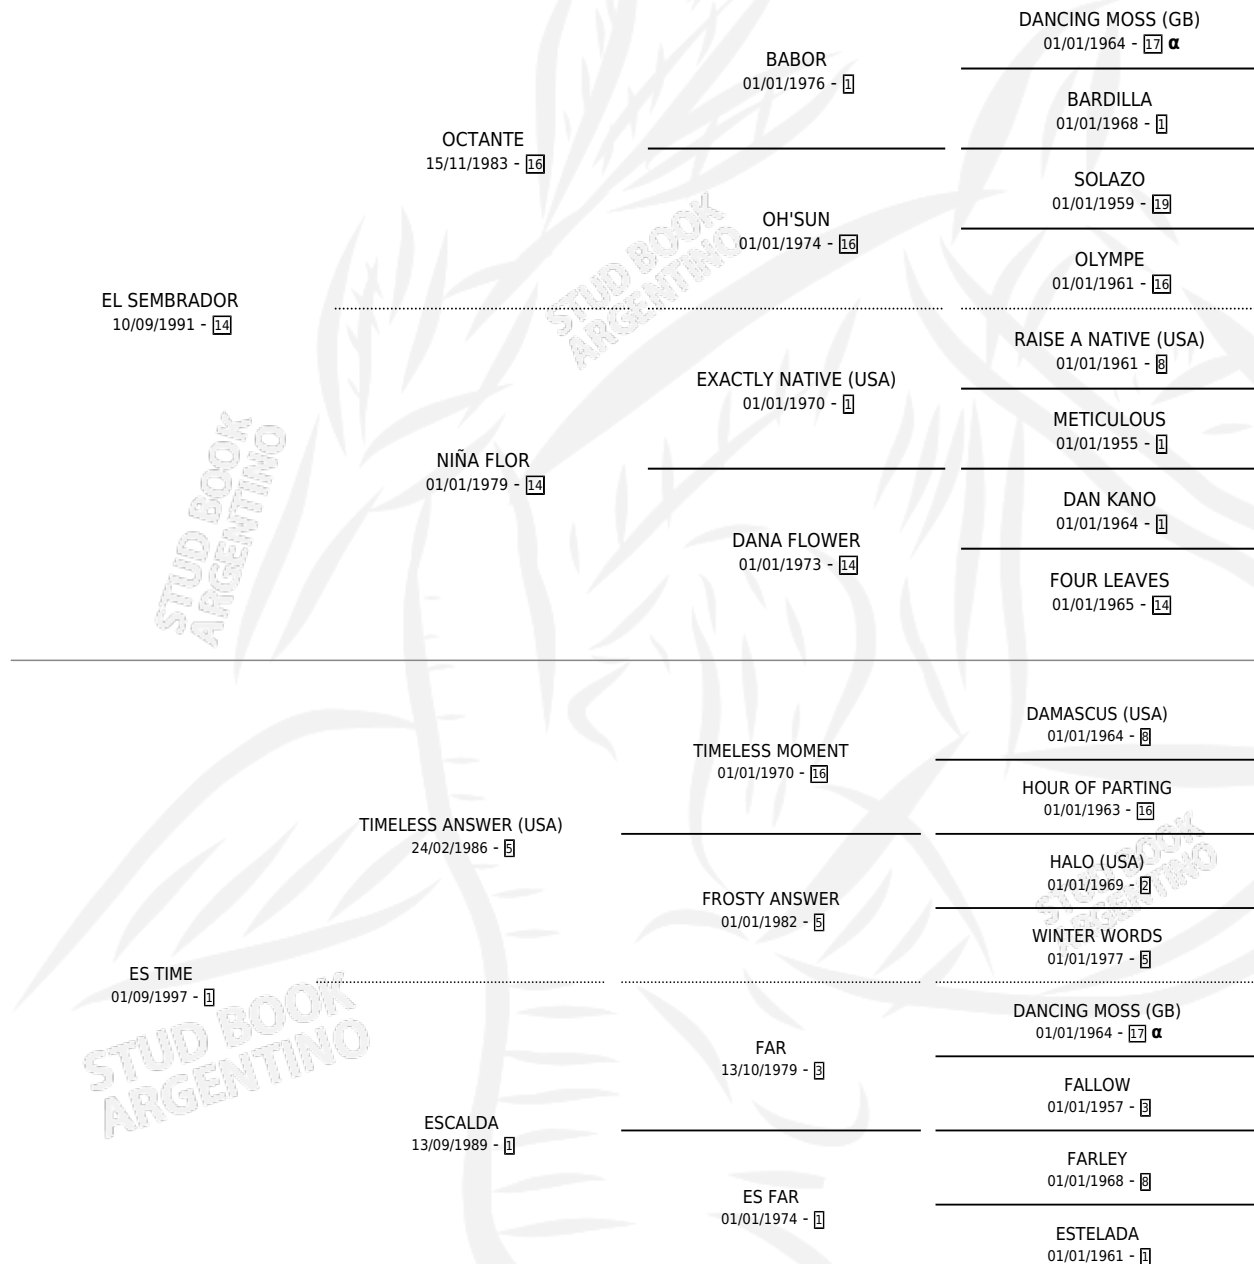 DANCING MOSS (GB)
01/01/1964 - 17 α
BABOR
01/01/1976 - 1
BARDILLA
01/01/1968 - 1
OCTANTE
15/11/1983 - 16
SOLAZO
01/01/1959 - 19
OH'SUN
01/01/1974 - 16
OLYMPE
01/01/1961 - 16
EL SEMBRADOR
10/09/1991 - 14
RAISE A NATIVE (USA)
01/01/1961 - 8
EXACTLY NATIVE (USA)
01/01/1970 - 1
METICULOUS
01/01/1955 - 1
NIÑA FLOR
01/01/1979 - 14
DAN KANO
01/01/1964 - 1
DANA FLOWER
01/01/1973 - 14
FOUR LEAVES
01/01/1965 - 14
DAMASCUS (USA)
01/01/1964 - 8
TIMELESS MOMENT
01/01/1970 - 16
HOUR OF PARTING
01/01/1963 - 16
TIMELESS ANSWER (USA)
24/02/1986 - 5
HALO (USA)
01/01/1969 - 2
FROSTY ANSWER
01/01/1982 - 5
WINTER WORDS
01/01/1977 - 5
ES TIME
01/09/1997 - 1
DANCING MOSS (GB)
01/01/1964 - 17 α
FAR
13/10/1979 - 3
FALLOW
01/01/1957 - 3
ESCALDA
13/09/1989 - 1
FARLEY
01/01/1968 - 8
ES FAR
01/01/1974 - 1
ESTELADA
01/01/1961 - 1
STUD BOOK
ARGENTINO
STUD BOOK
ARGENTINO
STUD BOOK
ARGENTINO
STUD BOOK
ARGENTINO